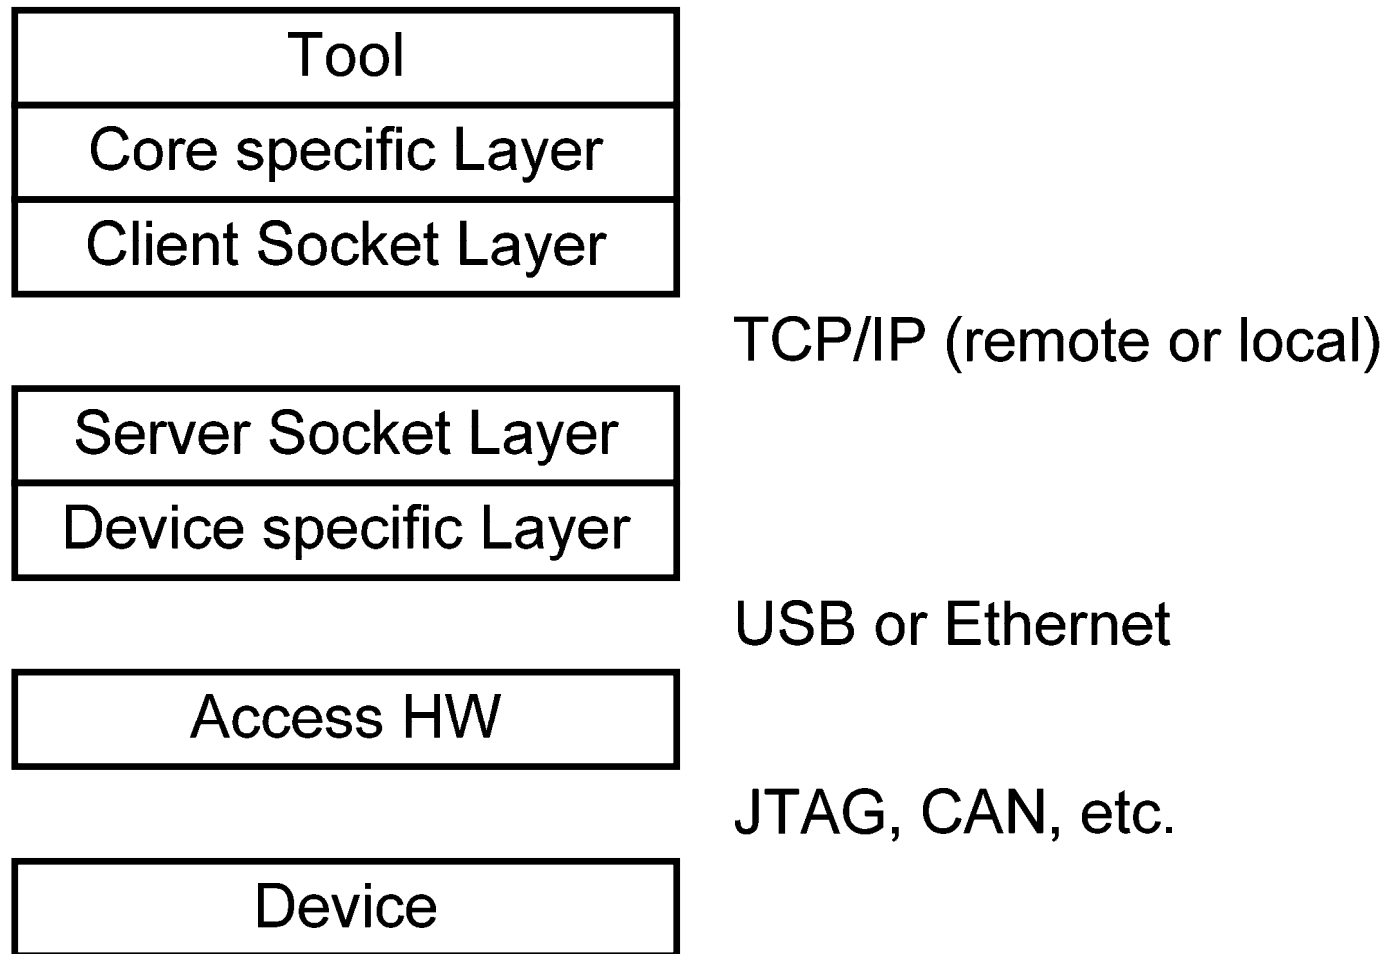 Tool
Core specific Layer
Client Socket Layer
TCP/IP (remote or local)
Server Socket Layer
Device specific Layer
USB or Ethernet
Access HW
JTAG, CAN, etc.
Device